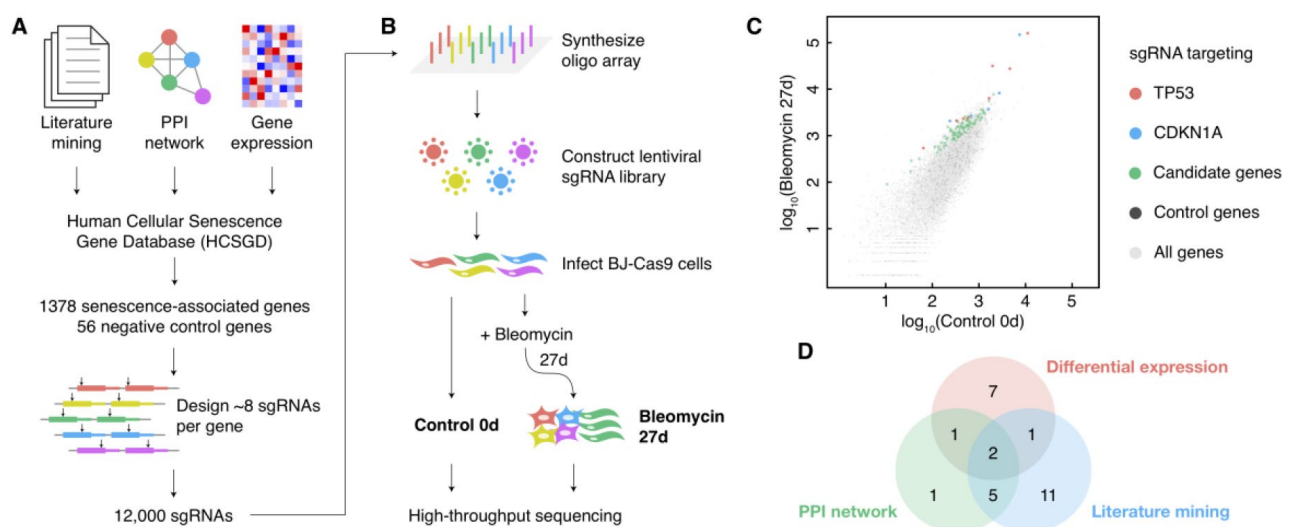 A
Literature
mining
PPI
network
Gene
expression
Human Cellular Senescence
Gene Database (HCSGD)
1378 senescence-associated genes
56 negative control genes
Design ~8 sgRNAs
per gene
12,000 sgRNAs
B
Synthesize
oligo array
Construct lentiviral
sgRNA library
Infect BJ-Cas9 cells
+ Bleomycin
27d
Control 0d
Bleomycin
27d
High-throughput sequencing
C
log10(Bleomycin 27d)
5
4
3
2
1
1 2 3 4 5
log10(Control 0d)
sgRNA targeting
TP53
CDKN1A
Candidate genes
Control genes
All genes
D
Differential expression
7
1 1
2
1 5 11
PPI network
Literature mining